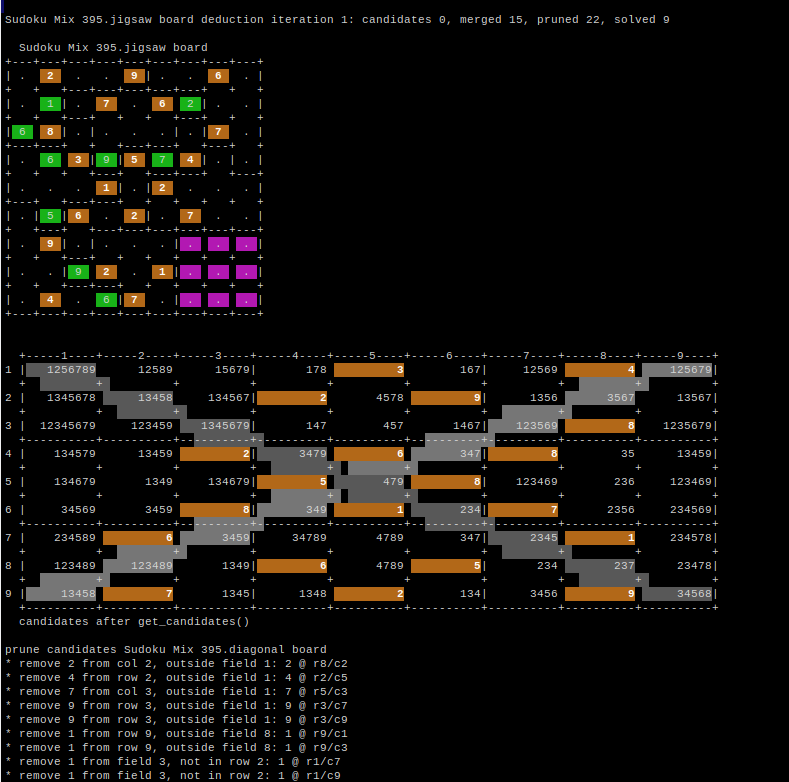 Sudoku Mix 395.jigsaw board deduction iteration 1: candidates 0, merged 15, pruned 22, solved 9
  Sudoku Mix 395.jigsaw board
+---+---+---+---+---+---+---+---+---+
| .   2   .   .   9 | .   .   6   . |
+   +   +---+---+---+   +---+   +   +
| .   1 | .   7   .   6   2 | .   . |
+   +   +---+   +   +   +---+   +   +
| 6   8 | . | .   .   .   . | . | 7   . |
+---+---+   +---+---+---+   +---+   +
| .   6   3 | 9 | 5   7   4 | . | . |
+   +   +   +---+   +---+   +   +---+
| .   .   .   1 | . | 2   .   .   . |
+---+   +---+   +   +   +---+---+   +
| . | 5 | 6   .   2   .   7   .   . |
+   +---+   +   +   +   +---+---+---+
| .   9 | . | .   .   . | .   .   . |
+   +   +---+   +   +   +   +   +   +
| .   . | 9   2   .   1 | .   .   . |
+   +   +   +   +---+   +   +   +   +
| .   4   .   6 | 7   . | .   .   . |
+---+---+---+---+---+---+---+---+---+
  +-----1----+-----2----+-----3----+-----4----+-----5----+-----6----+-----7----+-----8----+-----9----+
1 |   1256789      12589      15679|       178          3        167|     12569          4     125679|
  +          +          +          +          +          +          +          +          +          +
2 |   1345678      13458     134567|         2       4578          9|      1356       3567      13567|
  +          +          +          +          +          +          +          +          +          +
3 |  12345679     123459    1345679|       147        457       1467|    123569          8    1235679|
  +----------+----------+----------+----------+----------+----------+----------+----------+----------+
4 |    134579      13459          2|      3479          6        347|         8         35      13459|
  +          +          +          +          +          +          +          +          +          +
5 |    134679       1349     134679|         5        479          8|    123469        236     123469|
  +          +          +          +          +          +          +          +          +          +
6 |     34569       3459          8|       349          1        234|         7       2356     234569|
  +----------+----------+----------+----------+----------+----------+----------+----------+----------+
7 |    234589          6       3459|     34789       4789        347|      2345          1     234578|
  +          +          +          +          +          +          +          +          +          +
8 |    123489     123489       1349|         6       4789          5|       234        237      23478|
  +          +          +          +          +          +          +          +          +          +
9 |     13458          7       1345|      1348          2        134|      3456          9      34568|
  +----------+----------+----------+----------+----------+----------+----------+----------+----------+
  candidates after get_candidates()
prune candidates Sudoku Mix 395.diagonal board
* remove 2 from col 2, outside field 1: 2 @ r8/c2
* remove 4 from row 2, outside field 1: 4 @ r2/c5
* remove 7 from col 3, outside field 1: 7 @ r5/c3
* remove 9 from row 3, outside field 1: 9 @ r3/c7
* remove 9 from row 3, outside field 1: 9 @ r3/c9
* remove 1 from row 9, outside field 8: 1 @ r9/c1
* remove 1 from row 9, outside field 8: 1 @ r9/c3
* remove 1 from field 3, not in row 2: 1 @ r1/c7
* remove 1 from field 3, not in row 2: 1 @ r1/c9